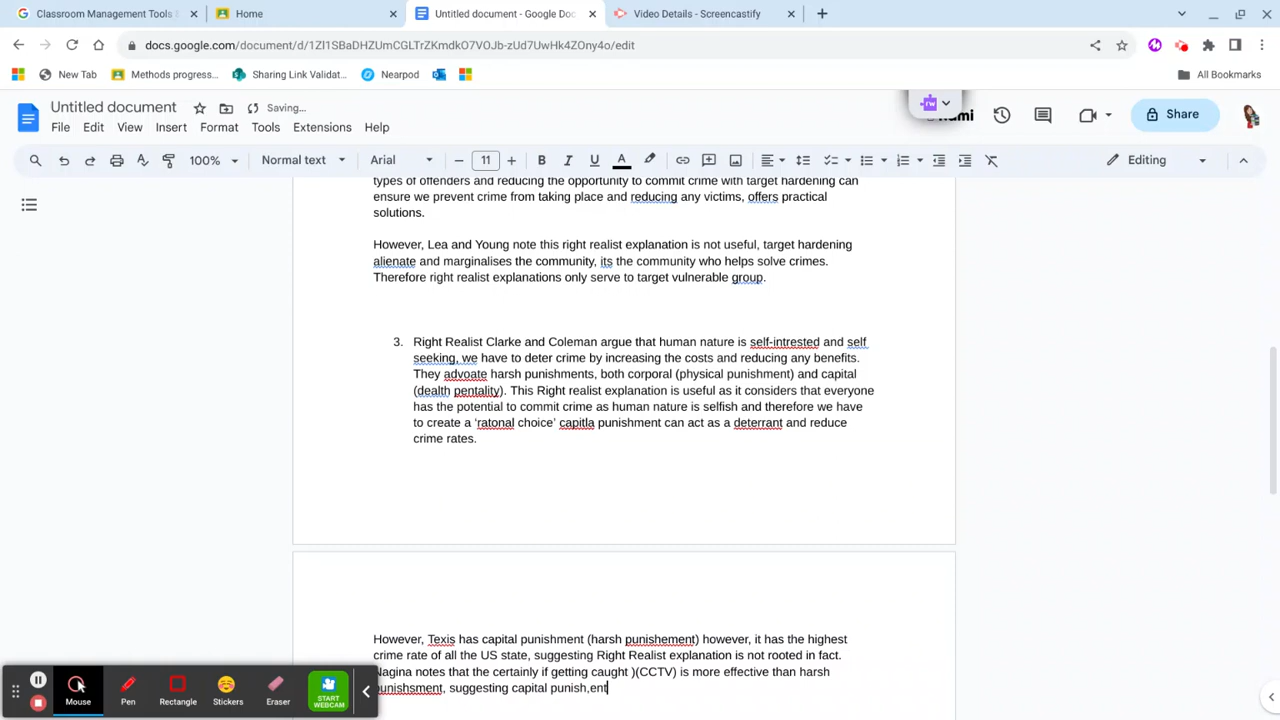 Classroom Management Tools
Home
Untitled document - Google Doc
Video Details - Screencastify
docs.google.com/document/d/1Zl1SBaDHZUmCGLTrZKmdkO7VOJb-zUd7UwHk4ZOny4o/edit
New Tab
Methods progress...
Sharing Link Validat...
Nearpod
All Bookmarks
Untitled document
Saving...
File Edit View Insert Format Tools Extensions Help
Share
100%
Normal text
Arial
11
Editing
types of offenders and reducing the opportunity to commit crime with target hardening can
ensure we prevent crime from taking place and reducing any victims, offers practical
solutions.
However, Lea and Young note this right realist explanation is not useful, target hardening
alienate and marginalises the community, its the community who helps solve crimes.
Therefore right realist explanations only serve to target vulnerable group.
3. Right Realist Clarke and Coleman argue that human nature is self-intrested and self
seeking, we have to deter crime by increasing the costs and reducing any benefits.
They advoate harsh punishments, both corporal (physical punishment) and capital
(dealth pentality). This Right realist explanation is useful as it considers that everyone
has the potential to commit crime as human nature is selfish and therefore we have
to create a ‘ratonal choice’ capitla punishment can act as a deterrant and reduce
crime rates.
However, Texis has capital punishment (harsh punishement) however, it has the highest
crime rate of all the US state, suggesting Right Realist explanation is not rooted in fact.
Nagina notes that the certainly if getting caught )(CCTV) is more effective than harsh
punishsment, suggesting capital punish,ent
Mouse
Pen
Rectangle
Stickers
Eraser
START
WEBCAM